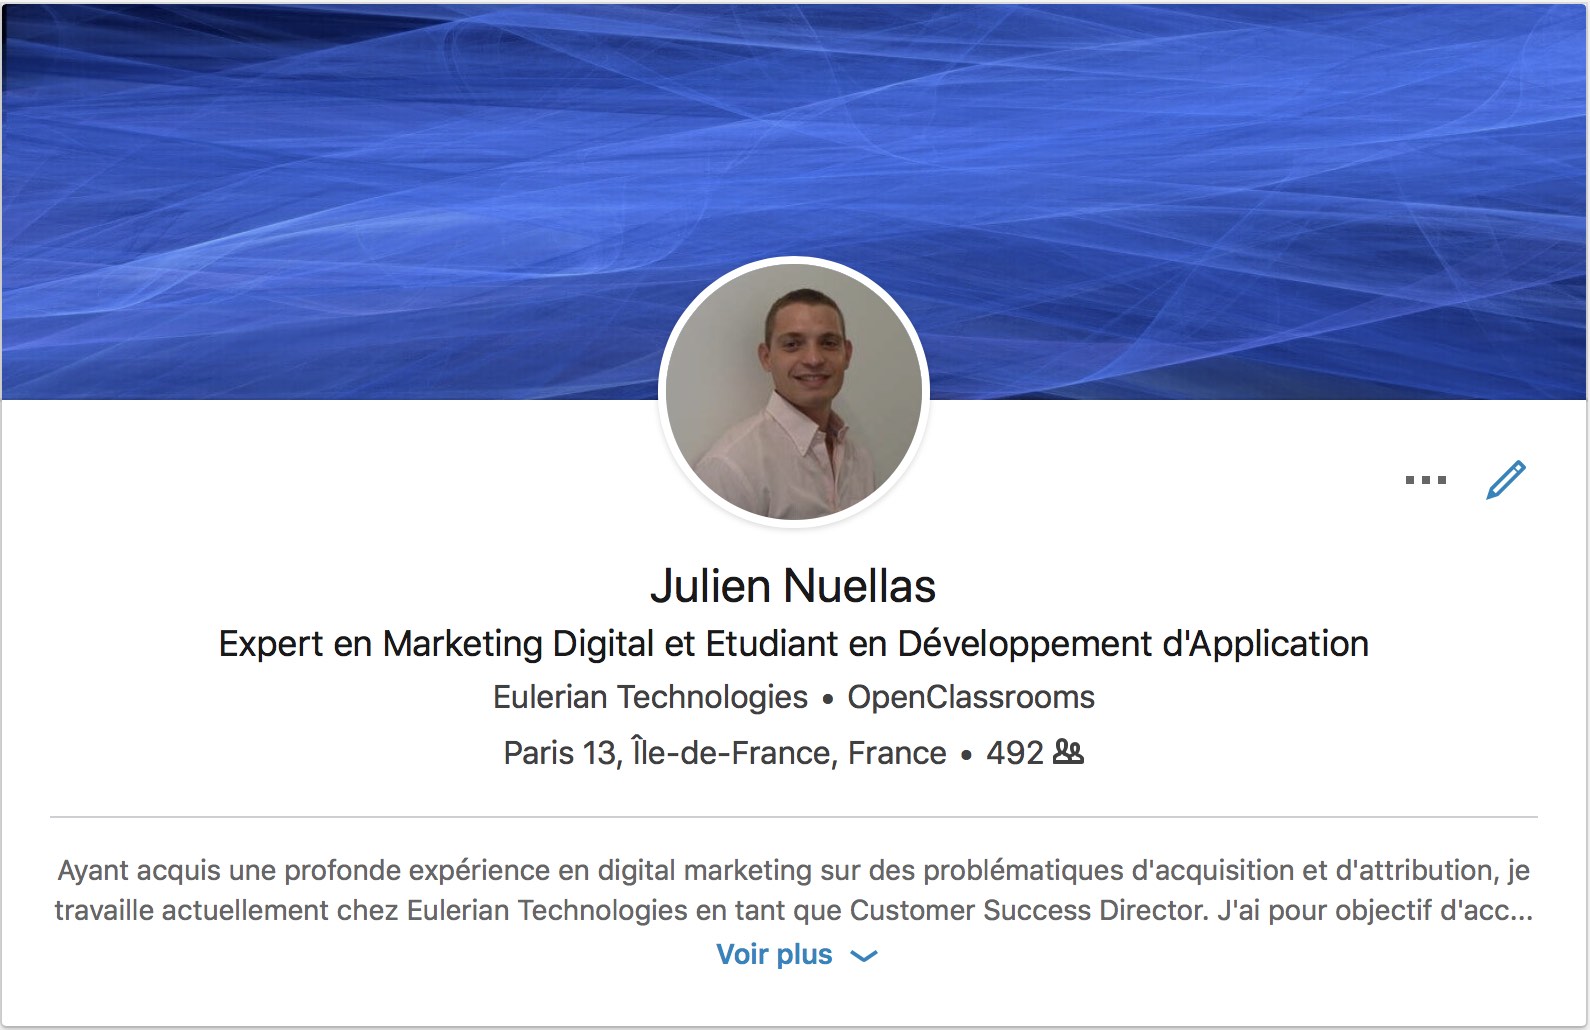 Julien Nuellas
Expert en Marketing Digital et Etudiant en Développement d'Application
Eulerian Technologies • OpenClassrooms
Paris 13, Île-de-France, France • 492
Ayant acquis une profonde expérience en digital marketing sur des problématiques d'acquisition et d'attribution, je
travaille actuellement chez Eulerian Technologies en tant que Customer Success Director. J'ai pour objectif d'acc...
Voir plus